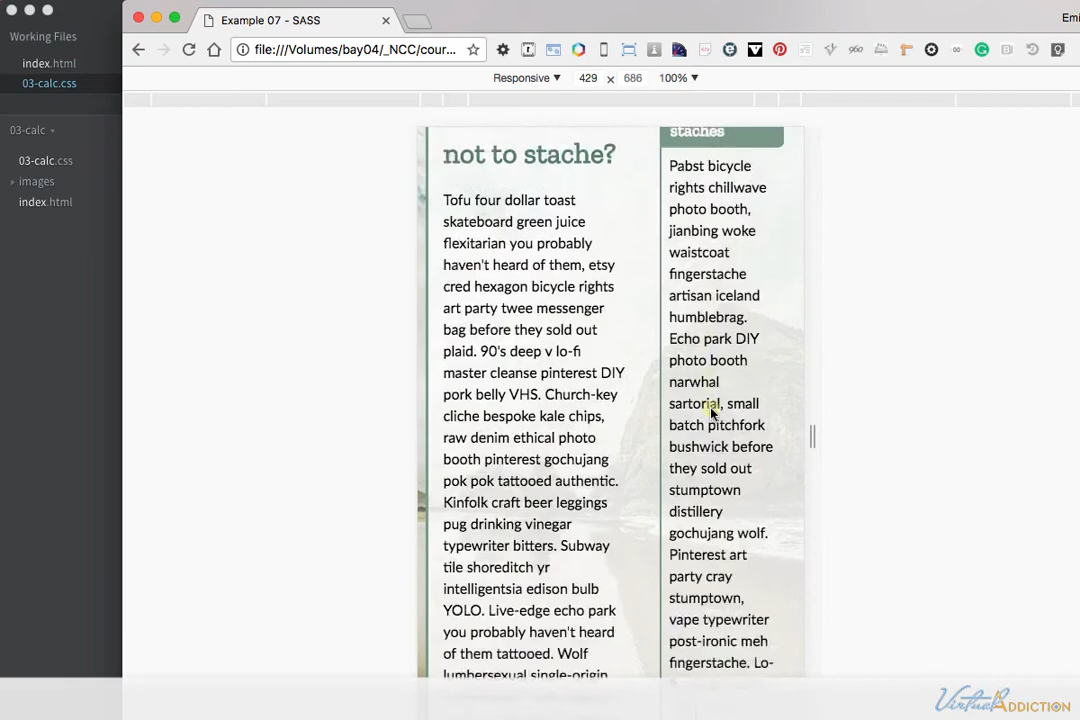 Working Files
index.html
03-calc.css
03-calc
03-calc.css
images
index.html
Example 07 - SASS
Emi
file:///Volumes/bay04/_NCC/cour...
960
Responsive
429
x
686
100%
not to stache?
Tofu four dollar toast
skateboard green juice
flexitarian you probably
haven't heard of them, etsy
cred hexagon bicycle rights
art party twee messenger
bag before they sold out
plaid. 90's deep v lo-fi
master cleanse pinterest DIY
pork belly VHS. Church-key
cliche bespoke kale chips,
raw denim ethical photo
booth pinterest gochujang
pok pok tattooed authentic.
Kinfolk craft beer leggings
pug drinking vinegar
typewriter bitters. Subway
tile shoreditch yr
intelligentsia edison bulb
YOLO. Live-edge echo park
you probably haven't heard
of them tattooed. Wolf
lumbersexual single-origin
staches
Pabst bicycle
rights chillwave
photo booth,
jianbing woke
waistcoat
fingerstache
artisan iceland
humblebrag.
Echo park DIY
photo booth
narwhal
sartorial, small
batch pitchfork
bushwick before
they sold out
stumptown
distillery
gochujang wolf.
Pinterest art
party cray
stumptown,
vape typewriter
post-ironic meh
fingerstache. Lo-
Virtual Addiction